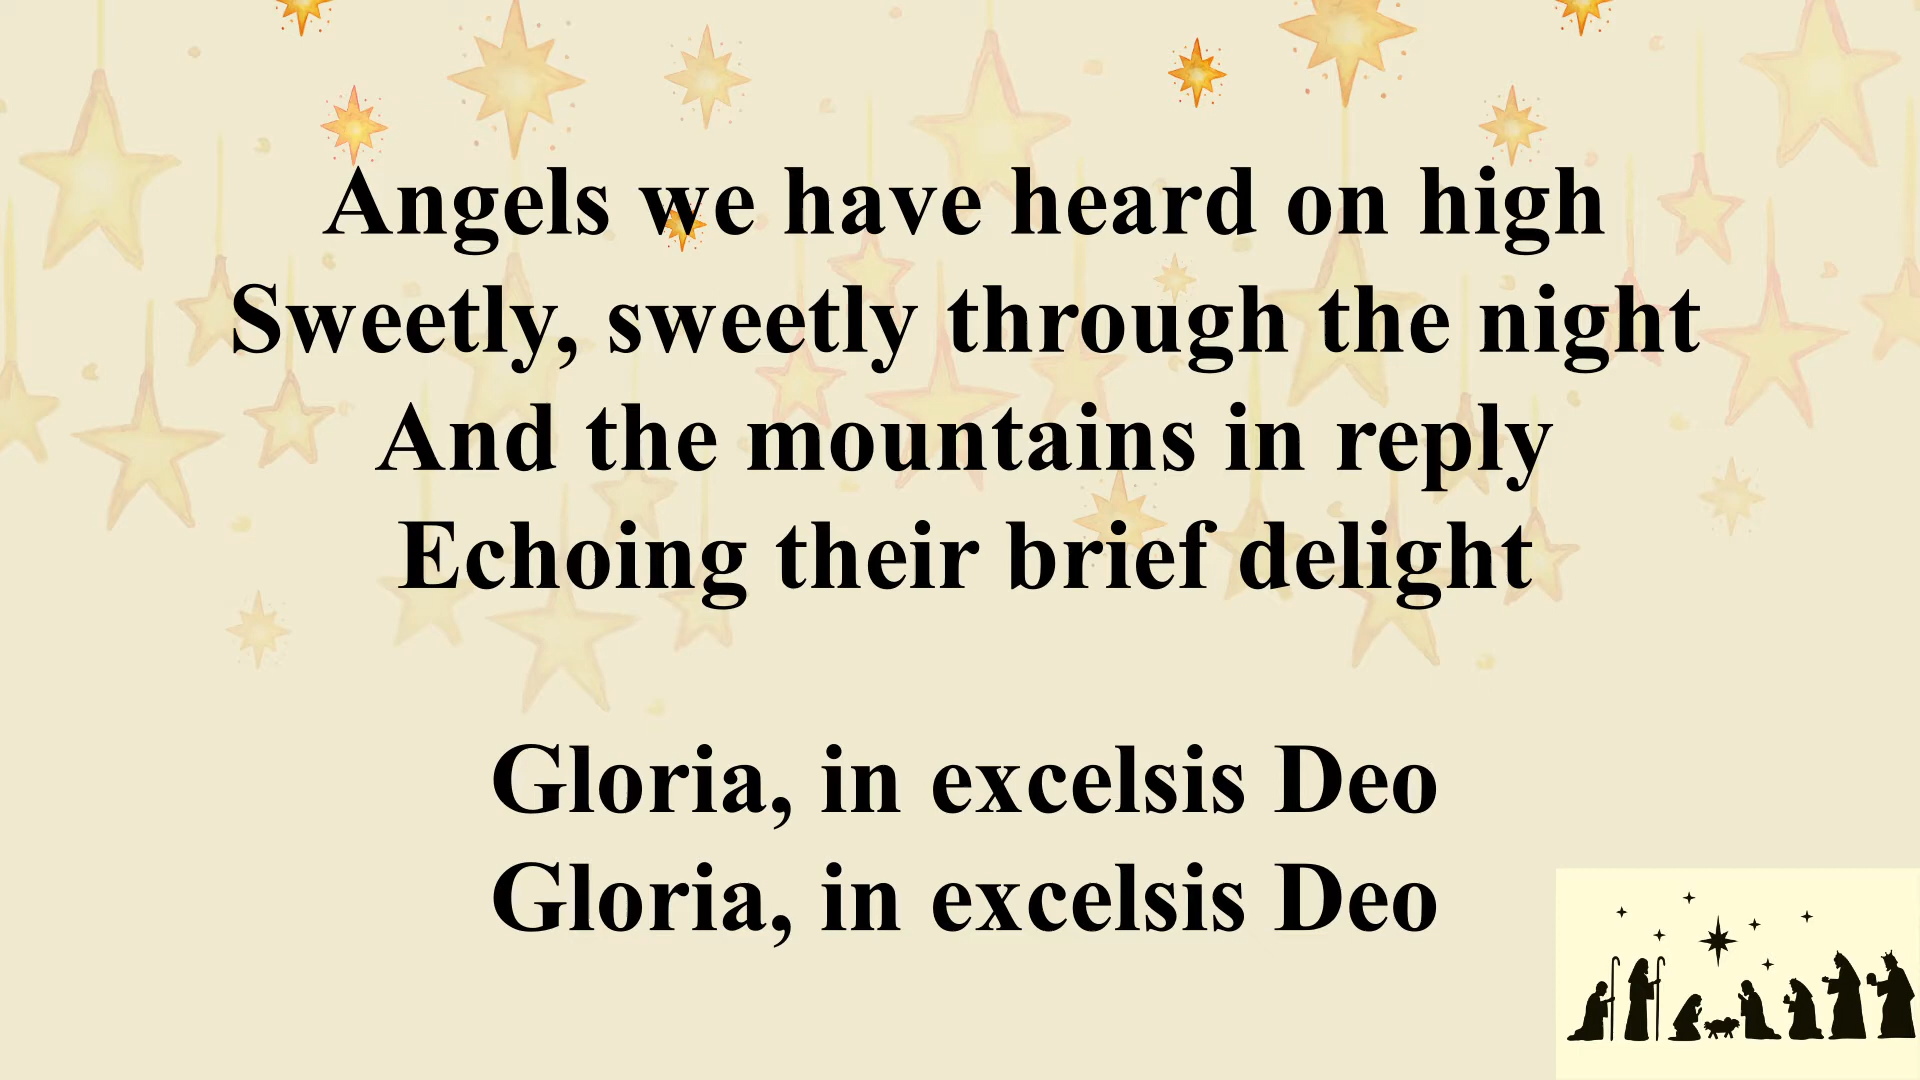 Angels we have heard on high
Sweetly, sweetly through the night
And the mountains in reply
Echoing their brief delight
Gloria, in excelsis Deo
Gloria, in excelsis Deo